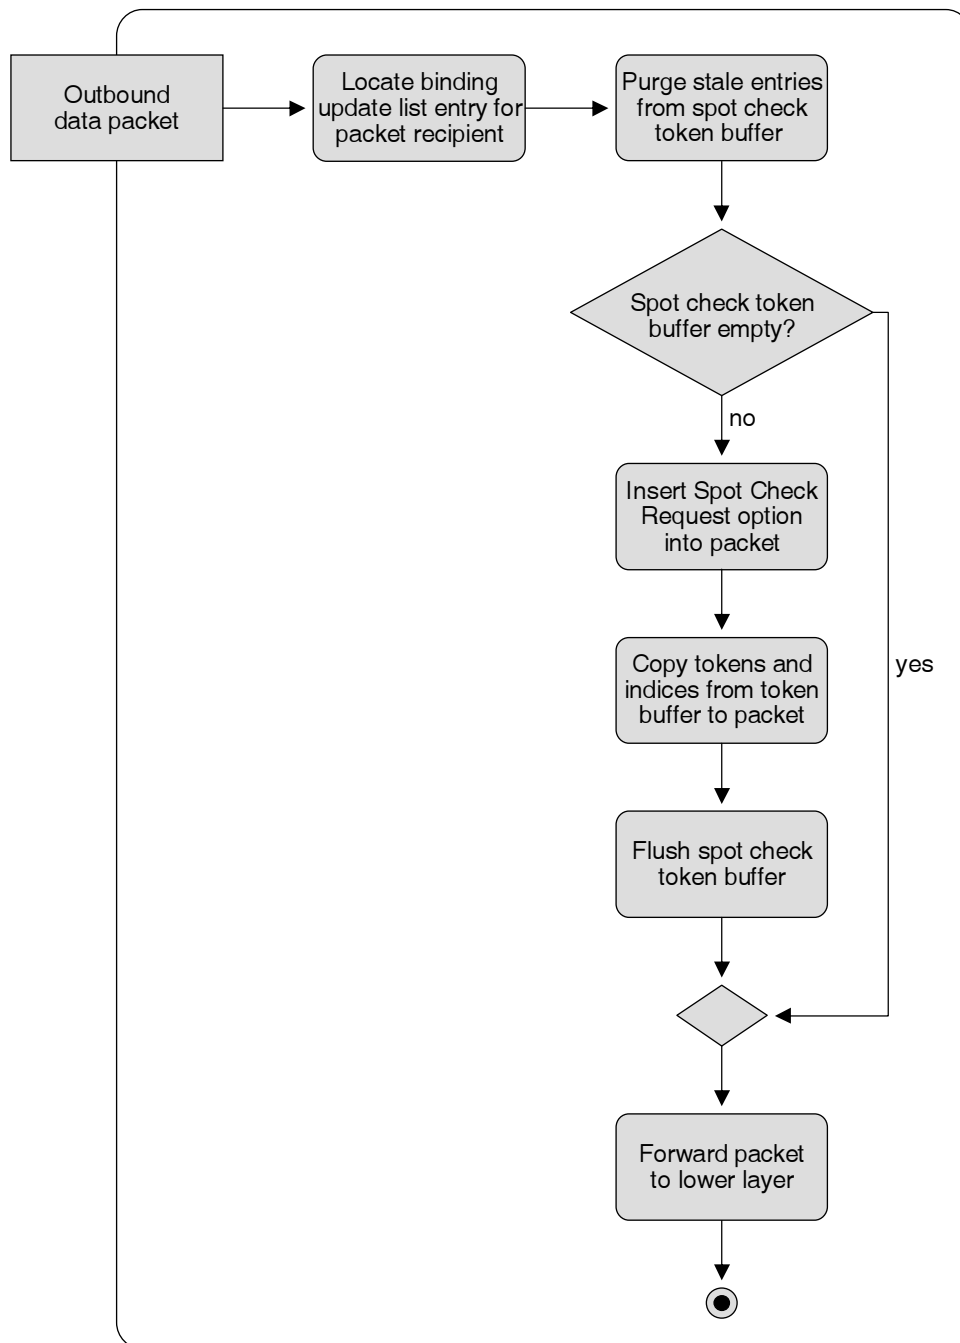 Outbound
data packet
Locate binding
update list entry for
packet recipient
Purge stale entries
from spot check
token buffer
Spot check token
buffer empty?
no
Insert Spot Check
Request option
into packet
yes
Copy tokens and
indices from token
buffer to packet
Flush spot check
token buffer
Forward packet
to lower layer